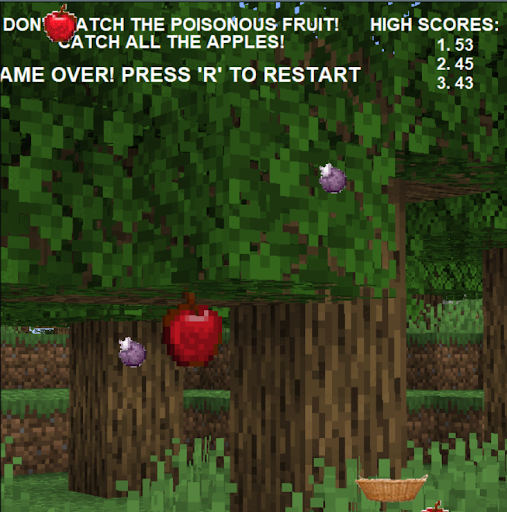 DON ATCH THE POISONOUS FRUIT!
CATCH ALL THE APPLES!
AME OVER! PRESS 'R' TO RESTART
HIGH SCORES:
1. 53
2. 45
3. 43